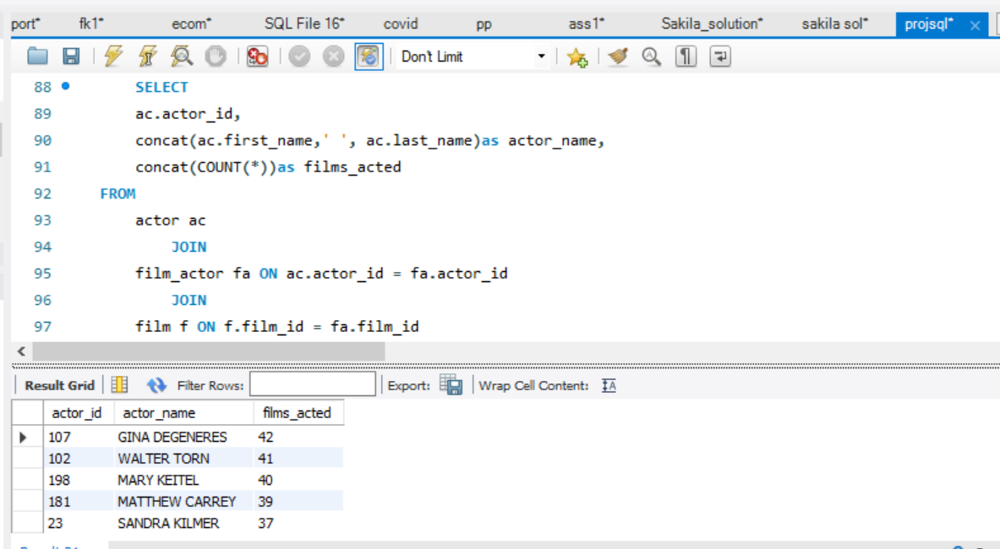 port* fk1* ecom* SQL File 16* covid pp ass1* Sakila_solution* sakila sol* projsql* ×
Don't Limit
88 SELECT
89 ac.actor_id,
90 concat(ac.first_name,' ', ac.last_name)as actor_name,
91 concat(COUNT(*))as films_acted
92 FROM
93 actor ac
94 JOIN
95 film_actor fa ON ac.actor_id = fa.actor_id
96 JOIN
97 film f ON f.film_id = fa.film_id
Result Grid Filter Rows: Export: Wrap Cell Content: IA
actor_id actor_name films_acted
107 GINA DEGENERES 42
102 WALTER TORN 41
198 MARY KEITEL 40
181 MATTHEW CARREY 39
23 SANDRA KILMER 37